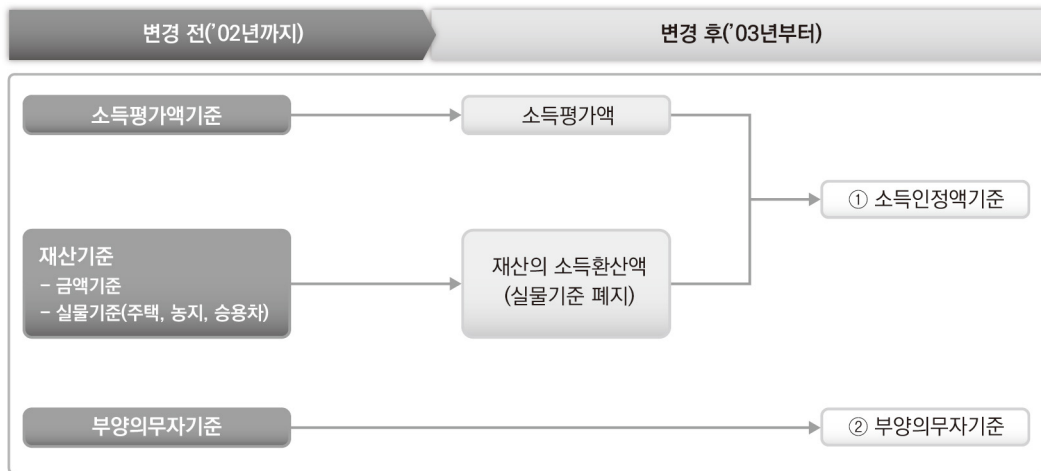 변경 전(’02년까지)
변경 후(’03년부터)
소득평가액기준
소득평가액
① 소득인정액기준
재산기준
– 금액기준
– 실물기준(주택, 농지, 승용차)
재산의 소득환산액
(실물기준 폐지)
부양의무자기준
② 부양의무자기준